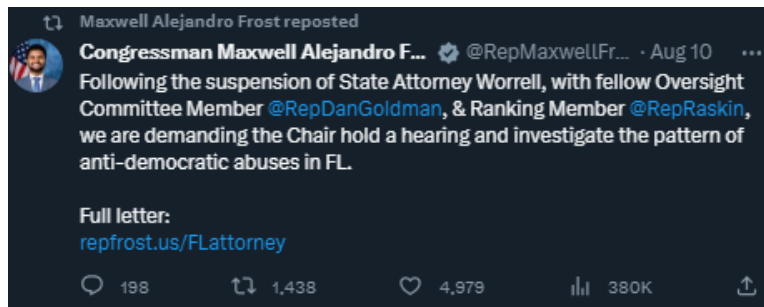 Maxwell Alejandro Frost reposted
Congressman Maxwell Alejandro F... @RepMaxwellFr... · Aug 10 ...
Following the suspension of State Attorney Worrell, with fellow Oversight
Committee Member @RepDanGoldman, & Ranking Member @RepRaskin,
we are demanding the Chair hold a hearing and investigate the pattern of
anti-democratic abuses in FL.
Full letter:
repfrost.us/FLattorney
198 1,438 4,979 380K